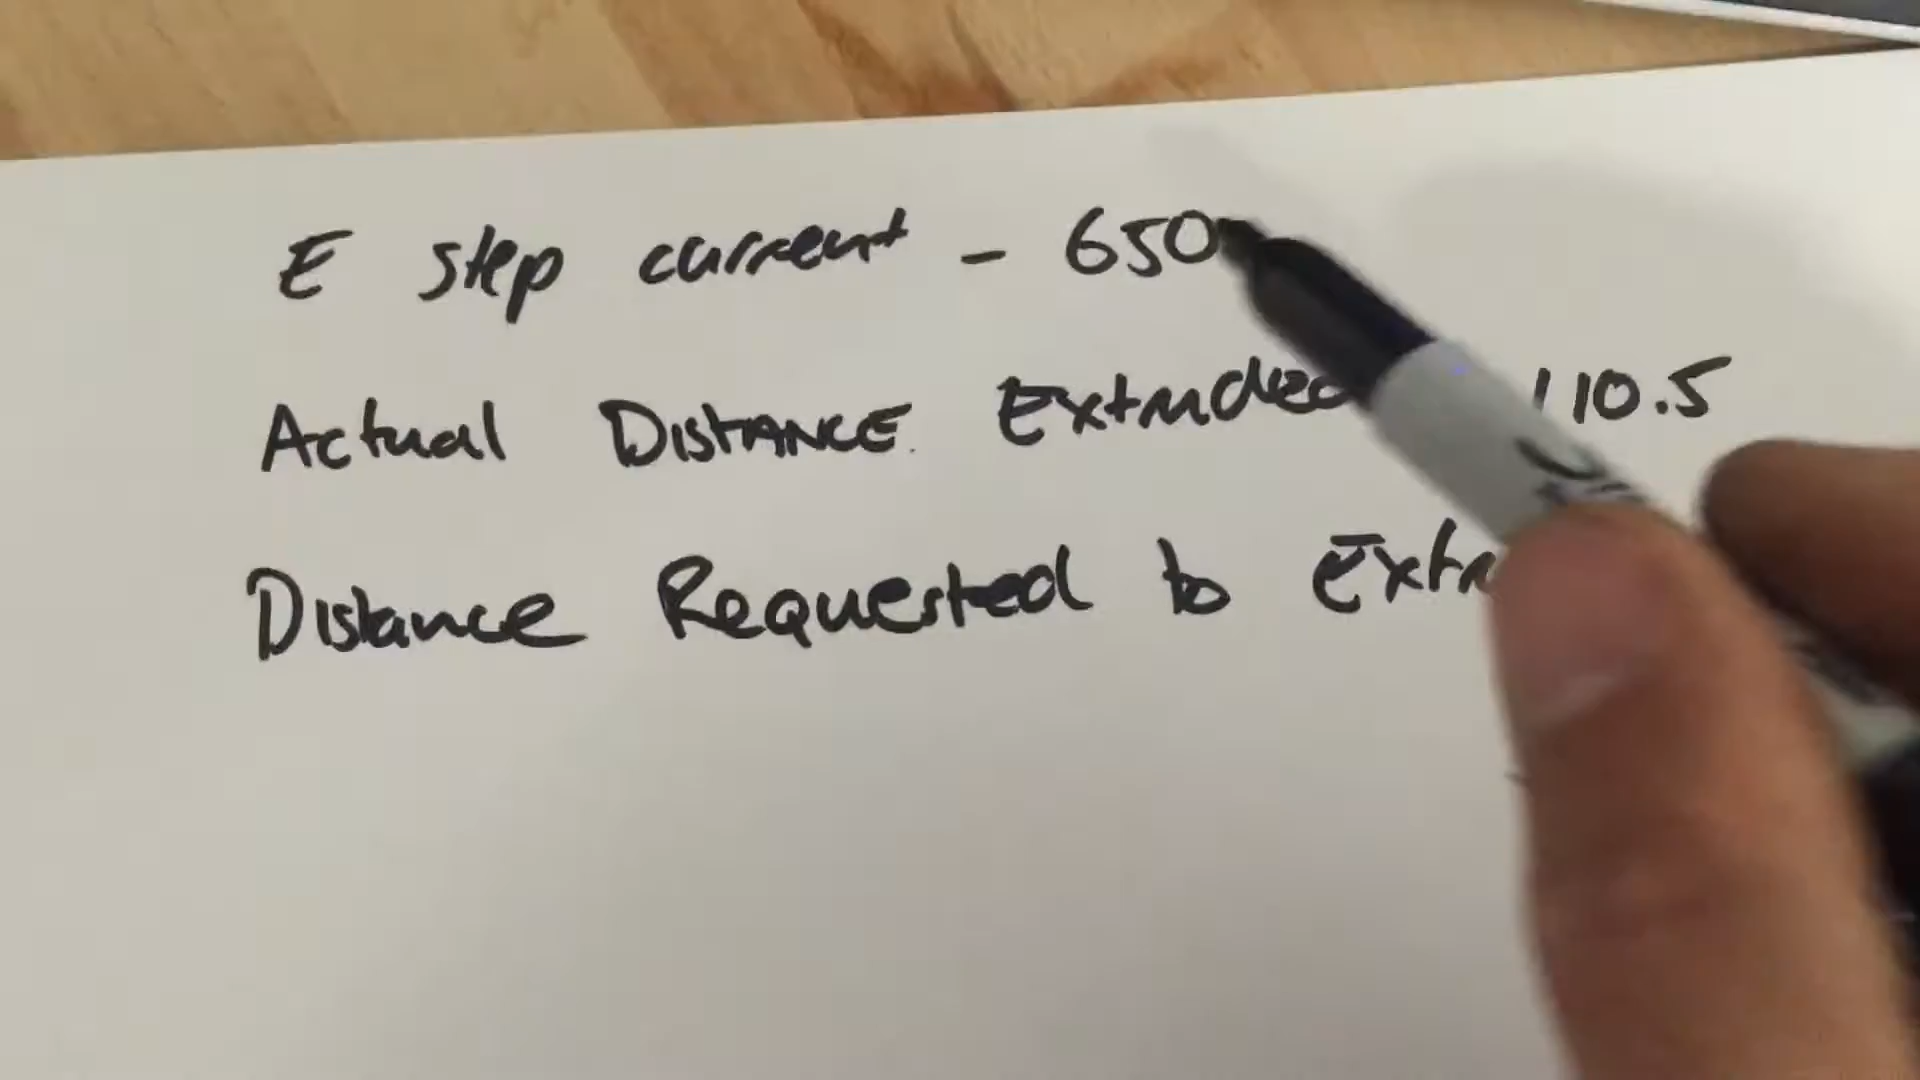 E step current - 650
Actual DISTANCE Extruded 110.5
Distance Requested to Extr